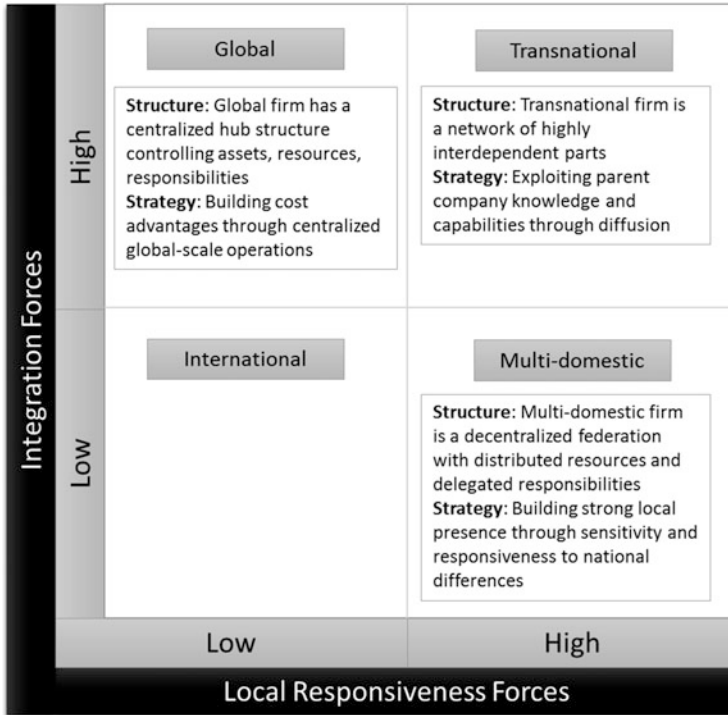 Global
Structure: Global firm has a
centralized hub structure
controlling assets, resources,
responsibilities
Strategy: Building cost
advantages through centralized
global-scale operations
Transnational
Structure: Transnational firm is
a network of highly
interdependent parts
Strategy: Exploiting parent
company knowledge and
capabilities through diffusion
High
Integration Forces
International
Multi-domestic
Structure: Multi-domestic firm
is a decentralized federation
with distributed resources and
delegated responsibilities
Strategy: Building strong local
presence through sensitivity and
responsiveness to national
differences
Low
Low
High
Local Responsiveness Forces